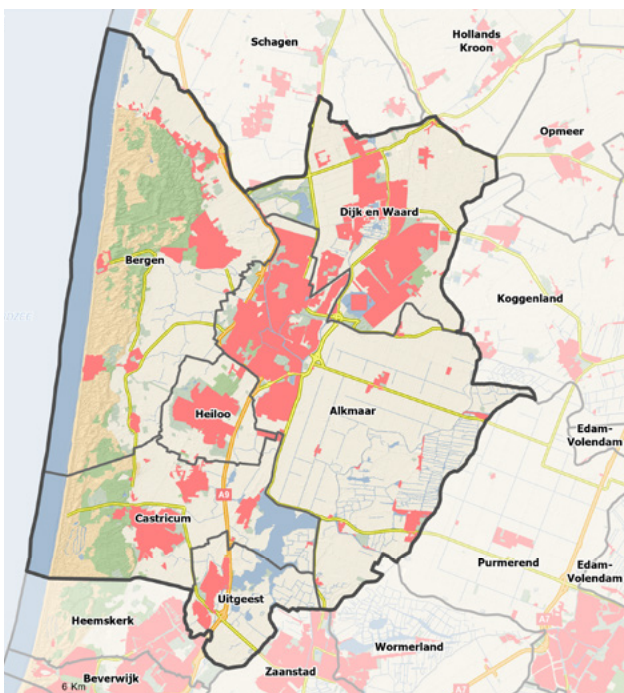 Schagen
Hollands
Kroon
Opmeer
Dijk en Waard
Bergen
Koggenland
Heiloo
Alkmaar
Edam-
Volendam
A9
Castricum
Purmerend
Edam-
Volendam
Uitgeest
Heemskerk
A7
Wormerland
Zaanstad
Beverwijk
6 Km
A7